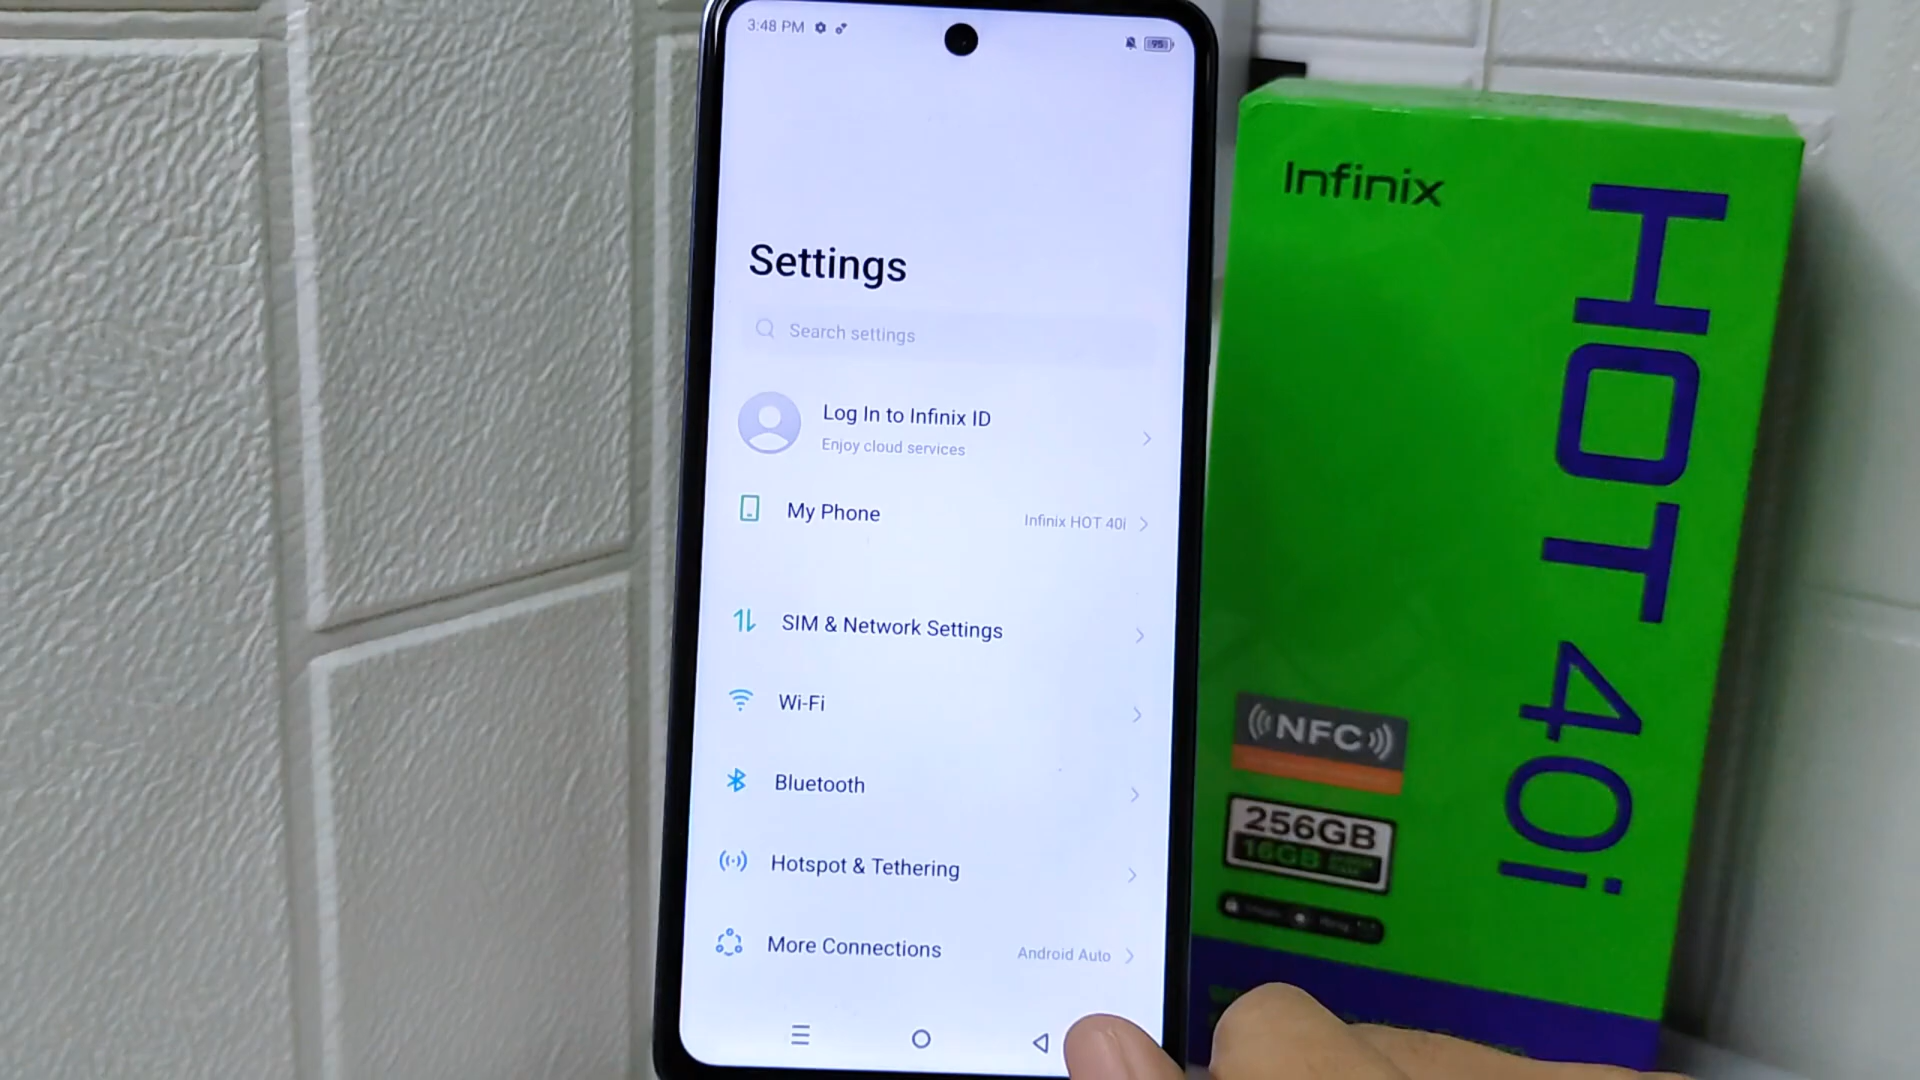 3:48 PM
95
Settings
Search settings
Log In to Infinix ID
Enjoy cloud services
My Phone
Infinix HOT 40i
SIM & Network Settings
Wi-Fi
Bluetooth
Hotspot & Tethering
More Connections
Android Auto
Infinix
HOT 40i
NFC
256GB
16GB